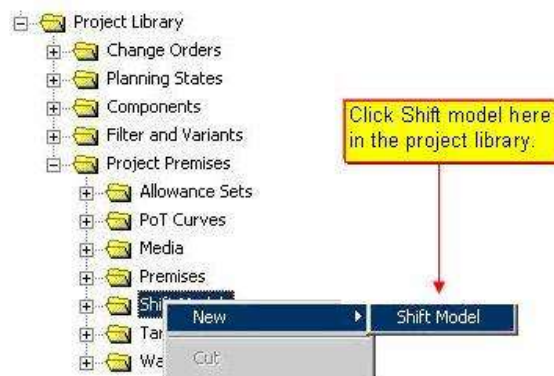 Project Library
Change Orders
Planning States
Components
Filter and Variants
Click Shift model here
in the project library.
Project Premises
Allowance Sets
PoT Curves
Media
Premises
New
Shift Model
Cut